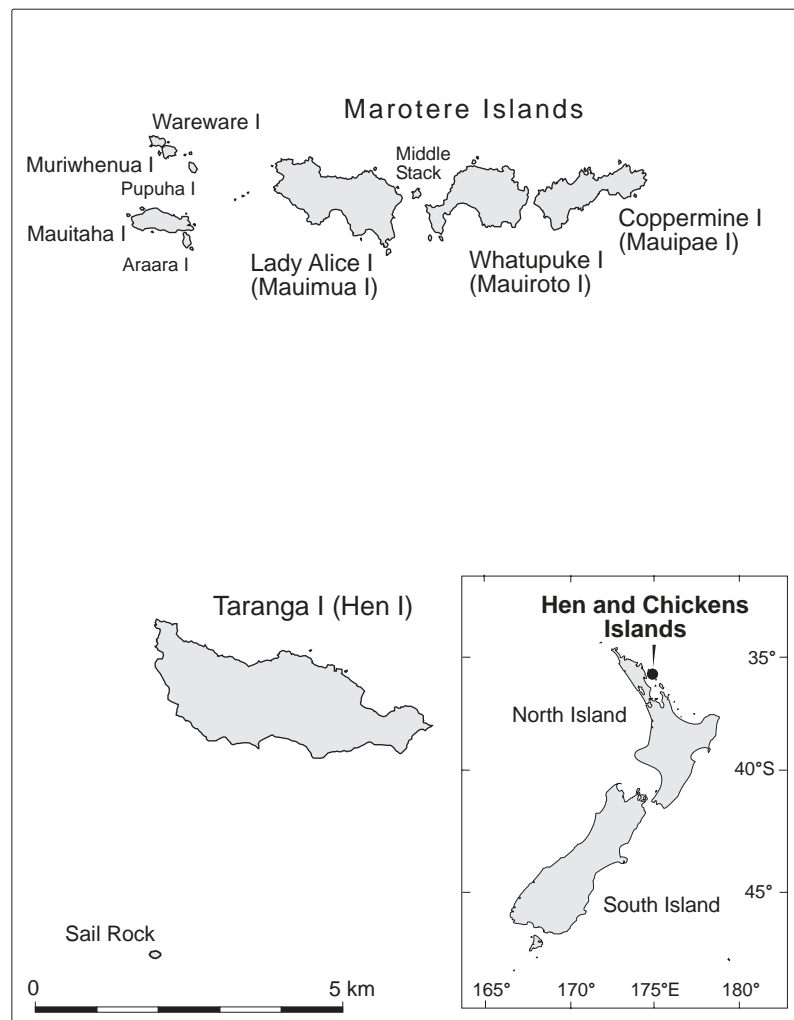 Marotere Islands
Wareware I
Muriwhenua I
Pupuha I
Mauitaha I
Araara I
Middle
Stack
Lady Alice I
(Mauimua I)
Whatupuke I
(Mauiroto I)
Coppermine I
(Mauipae I)
Taranga I (Hen I)
Sail Rock
0
5 km
Hen and Chickens
Islands
North Island
South Island
35°
40°S
45°
165°
170°
175°E
180°